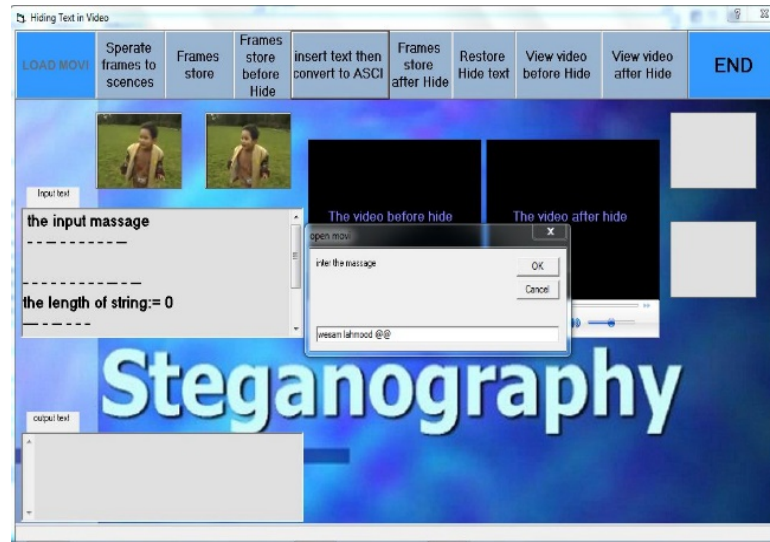 Hiding Text in Video
LOAD MOVI
Sperate
frames to
scences
Frames
store
Frames
store
before
Hide
insert text then
convert to ASCI
Frames
store
after Hide
Restore
Hide text
View video
before Hide
View video
after Hide
END
Input text
the input massage
- - — - - - - - - —
- - - - - - - - - — - —
the length of string:= 0
— - — - - -
The video before hide
The video after hide
open movi
inter the massage
OK
Cancel
wesam lahmood @@
Steganography
output text